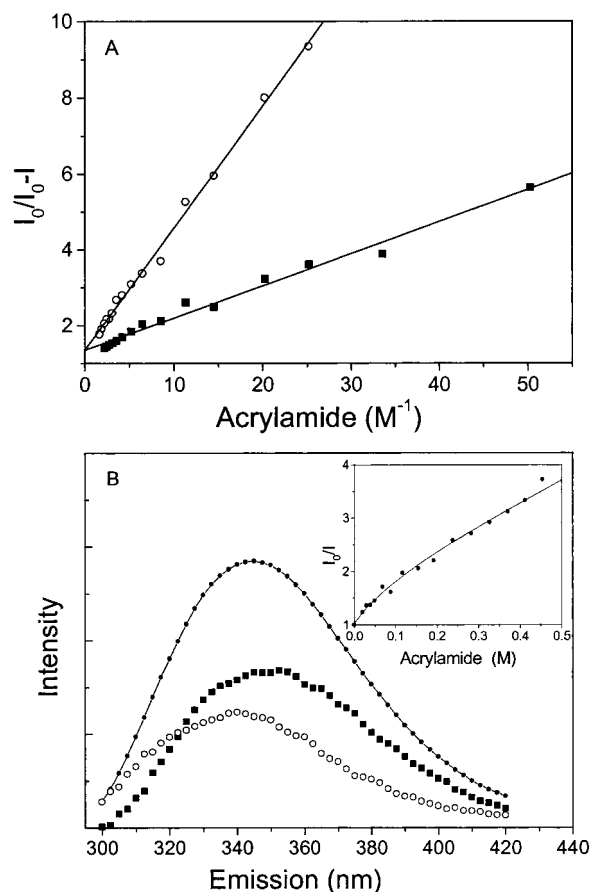 A
10
8
6
4
2
I₀/I₀-I
0 10 20 30 40 50
Acrylamide (M⁻¹)
B
Intensity
300 320 340 360 380 400 420 440
Emission (nm)
4
3
2
1
I₀/I
0.0 0.1 0.2 0.3 0.4 0.5
Acrylamide (M)